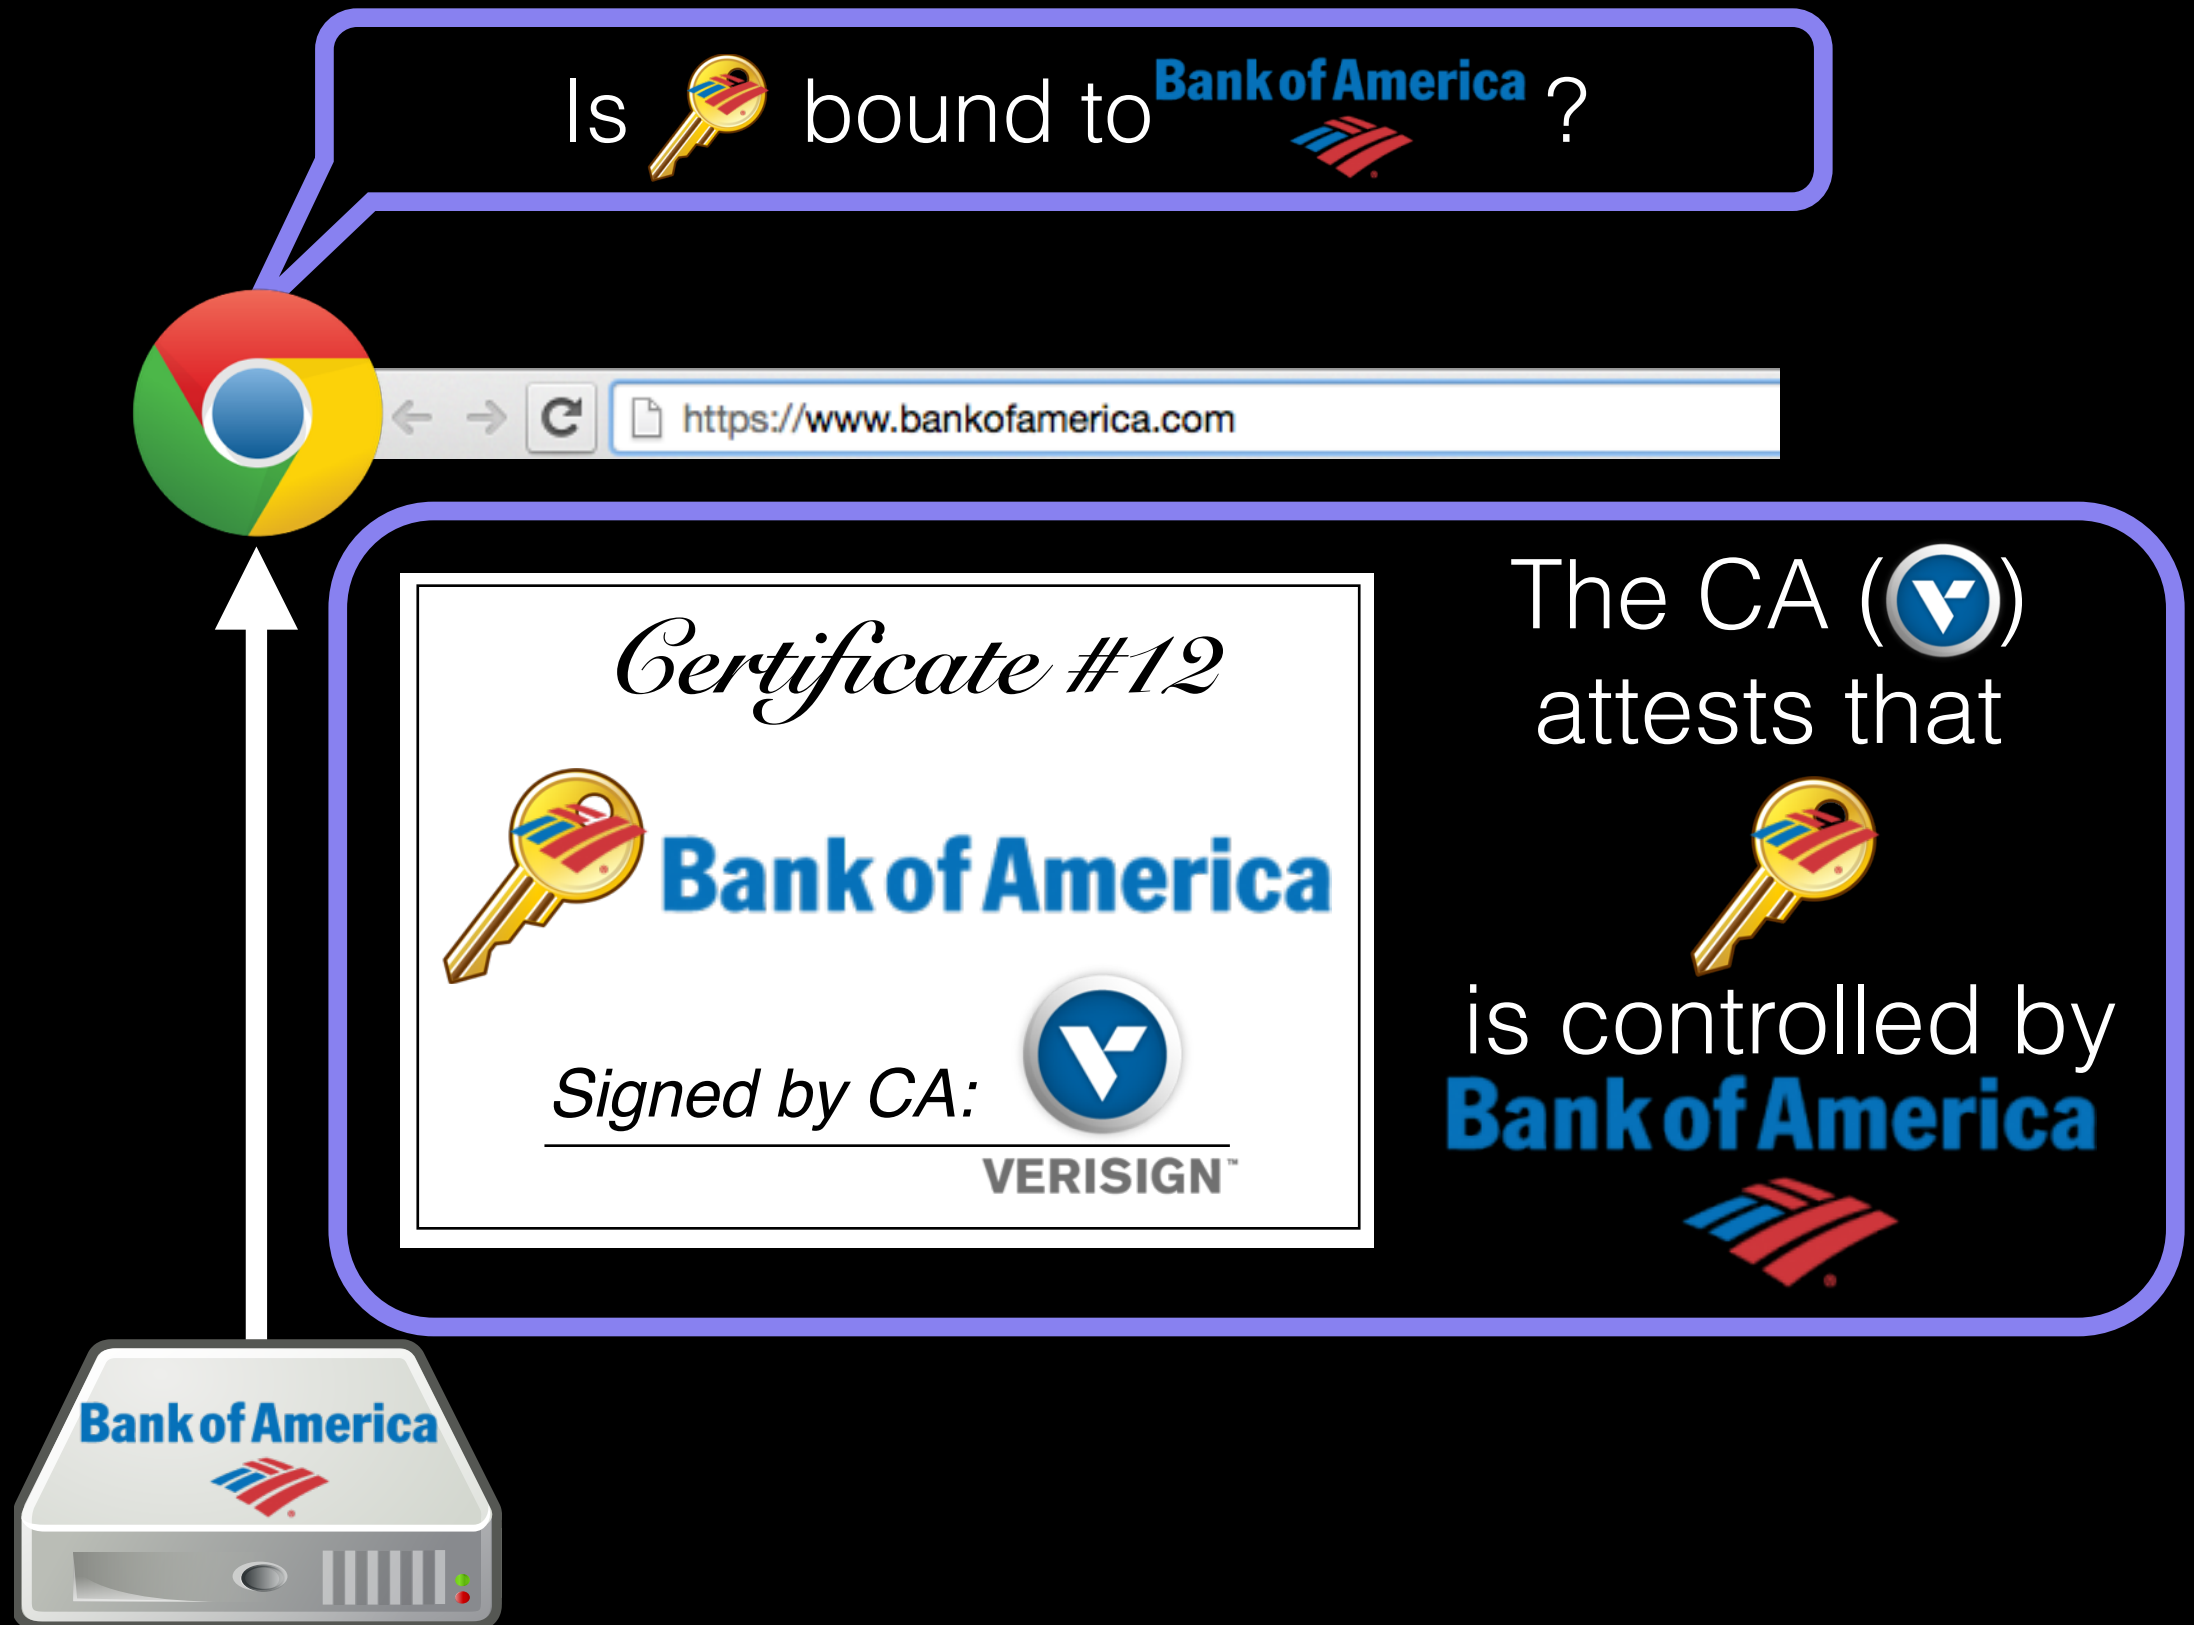 Is bound to Bank of America ?
https://www.bankofamerica.com
Certificate #12
Bank of America
Signed by CA:
VERISIGN™
The CA ( )
attests that
is controlled by
Bank of America
Bank of America